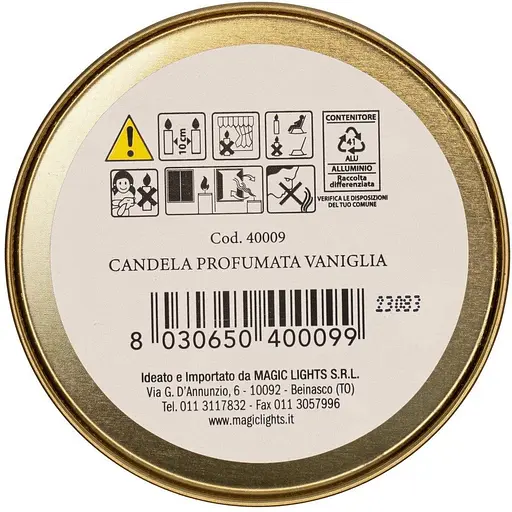 10 cm
CONTENITORE
41
ALU
ALLUMINIO
Raccolta
differenziata
VERIFICA LE DISPOSIZIONI
DEL TUO COMUNE
Cod. 40009
CANDELA PROFUMATA VANIGLIA
23083
8 030650 400099
Ideato e Importato da MAGIC LIGHTS S.R.L.
Via G. D'Annunzio, 6 - 10092 - Beinasco (TO)
Tel. 011 3117832 - Fax 011 3057996
www.magiclights.it